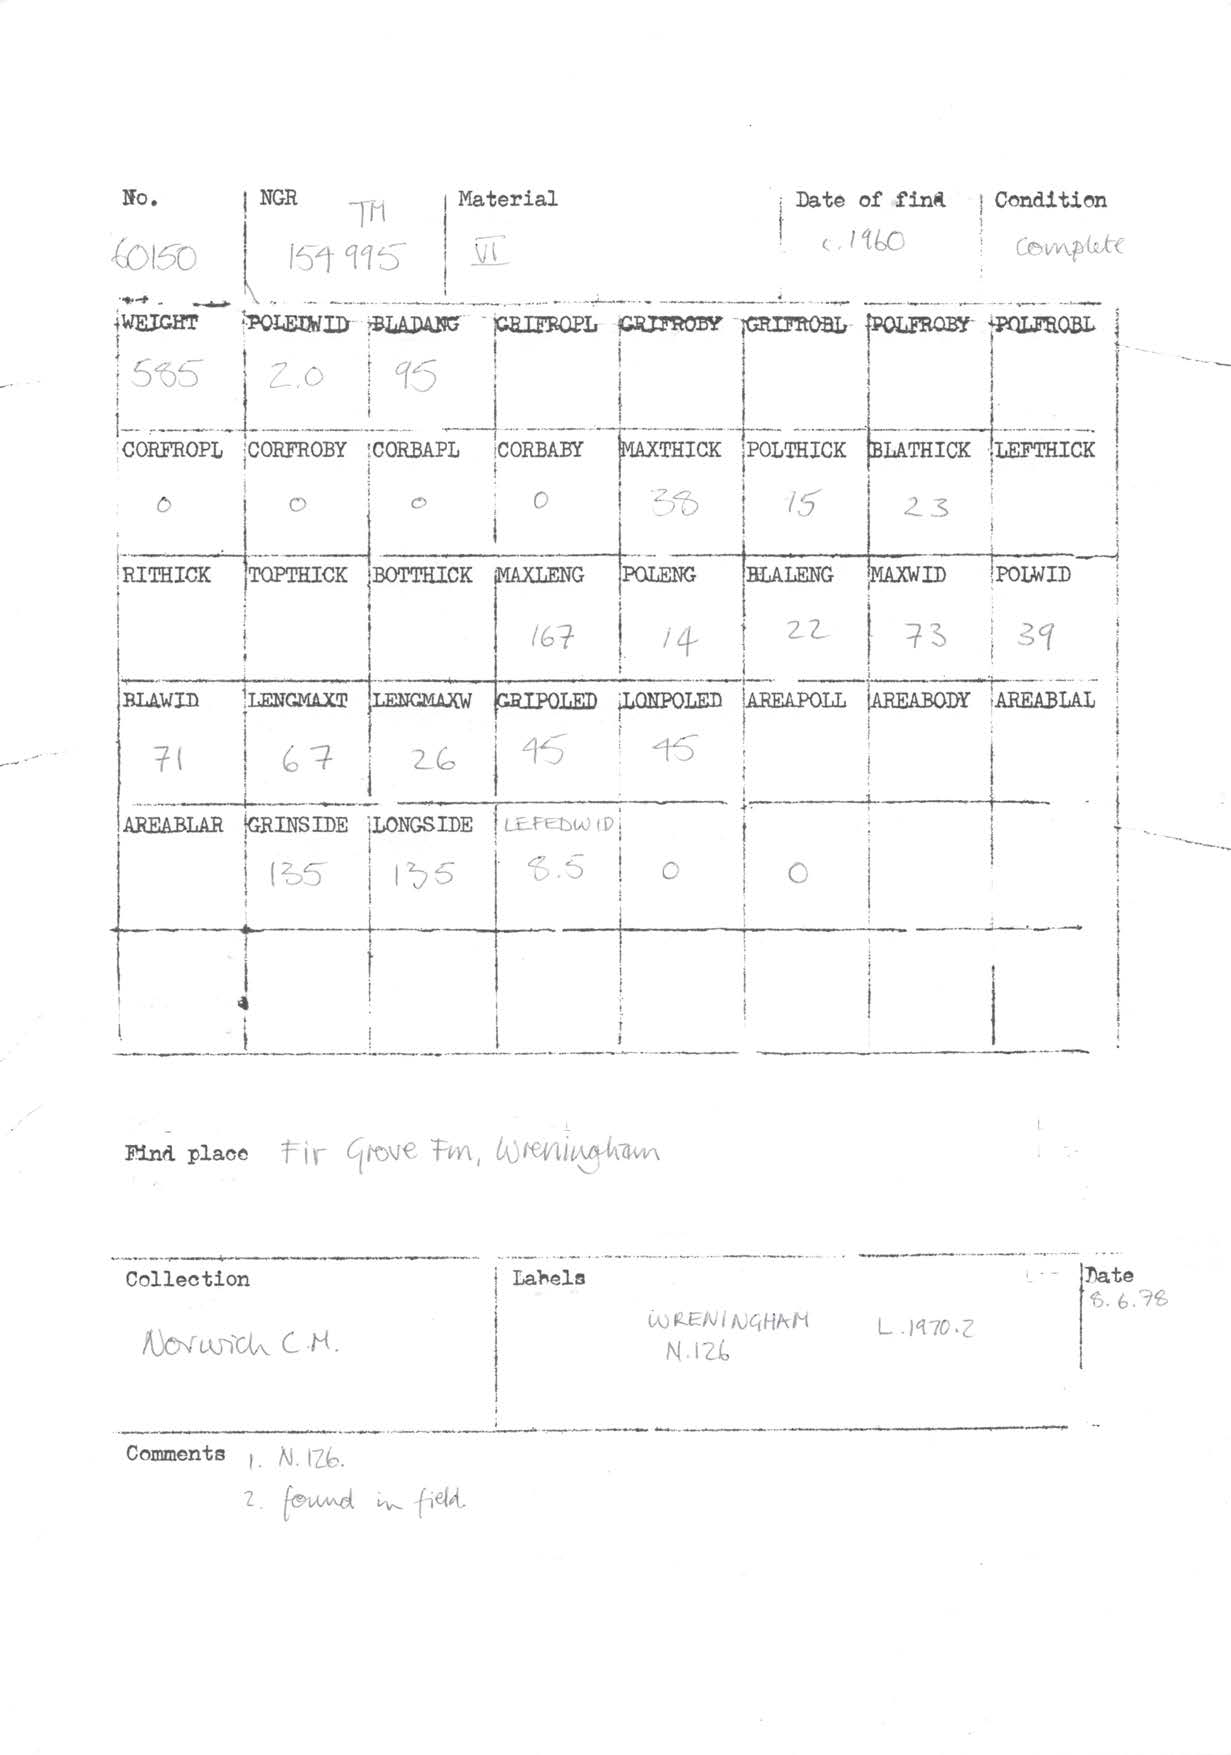 No. NGR TM Material Date of find Condition
60150 154 995 VI c.1960 complete
WEIGHT POLEDWID BLADANG GRIFROPL GRIFROBY GRIFROBL POLFROBY POLFROBL
585 2.0 95
CORFROPL CORFROBY CORBAPL CORBABY MAXTHICK POLTHICK BLATHICK LEFTHICK
0 0 0 0 38 15 23
RITHICK TOPTHICK BOTTHICK MAXLENG POLENG BLALENG MAXWID POLWID
167 14 22 73 39
BLAWID LENGMAXT LENGMAXW GRIPOLED LONPOLED AREAPOLL AREABODY AREABLAL
71 67 26 45 45
AREABLAR GRINSIDE LONGSIDE LEFEDWID
135 135 8.5 0 0
Find place Fir Grove Fm, Wreningham
Collection Labels Date
8.6.78
Norwich C.M. WRENINGHAM L.1970.2
N.126
Comments 1. N.126.
2. found in field.